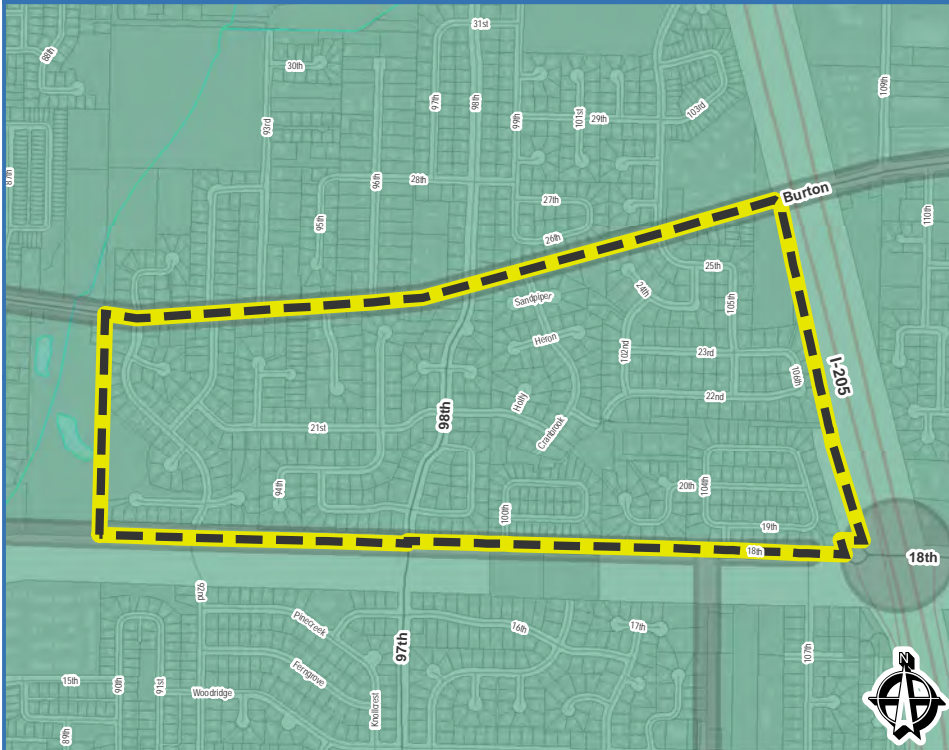 31st
88th
30th
109th
97th
98th
103rd
99th
101st
29th
93rd
87th
96th
28th
Burton
27th
110th
95th
26th
25th
24th
Sandpiper
105th
Heron
102nd
23rd
106th
I-205
22nd
Holly
98th
21st
Cranbrook
94th
20th
104th
100th
19th
18th
18th
92nd
Pinecreek
16th
17th
97th
107th
N
Ferngrove
15th
90th
91st
Woodridge
Knollcrest
89th